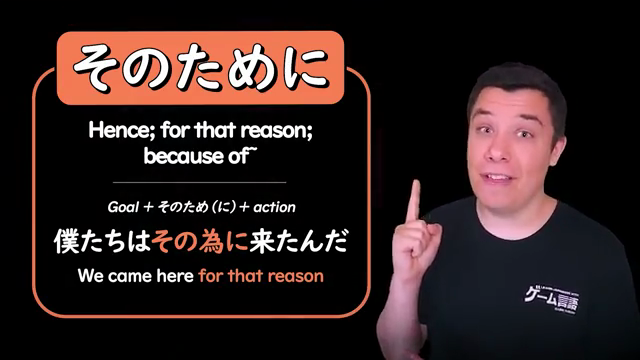 そのために
Hence; for that reason;
because of~
Goal + そのため (に) + action
僕たちはその為に来たんだ
We came here for that reason
ゲーム言語